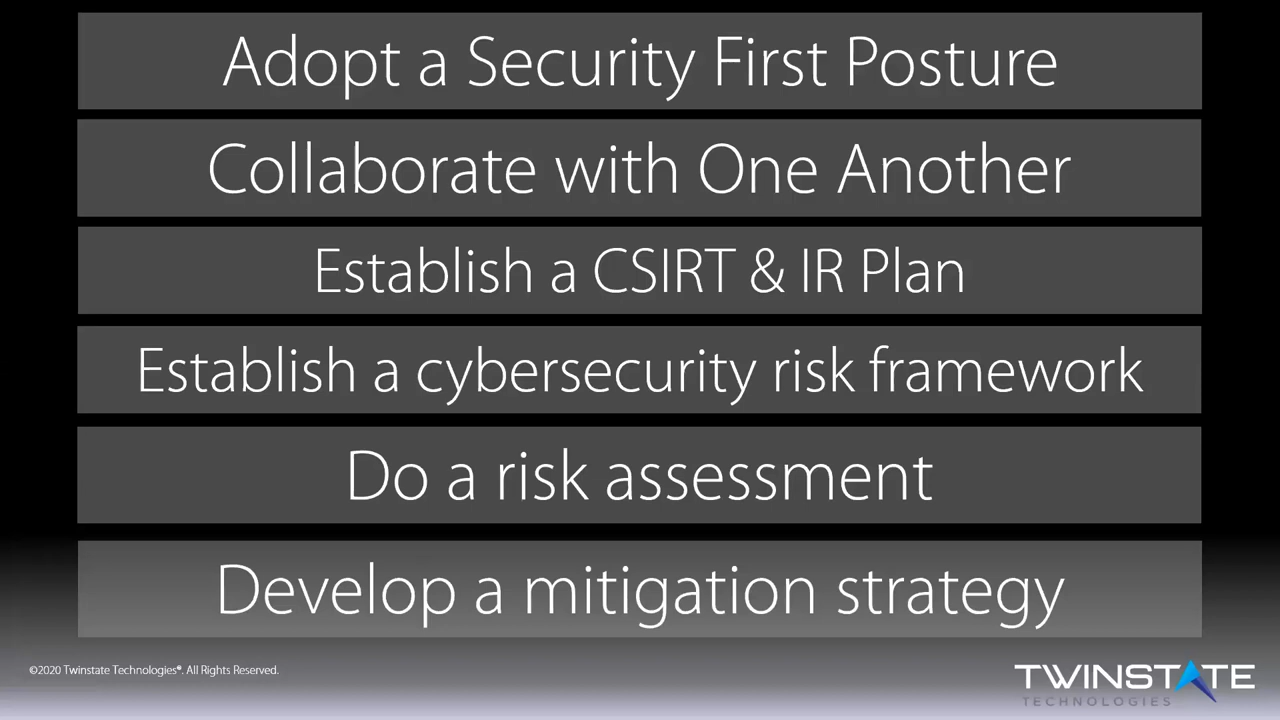 Adopt a Security First Posture
Collaborate with One Another
Establish a CSIRT & IR Plan
Establish a cybersecurity risk framework
Do a risk assessment
Develop a mitigation strategy
©2020 Twinstate Technologies®. All Rights Reserved.
TWINSTATE
TECHNOLOGIES